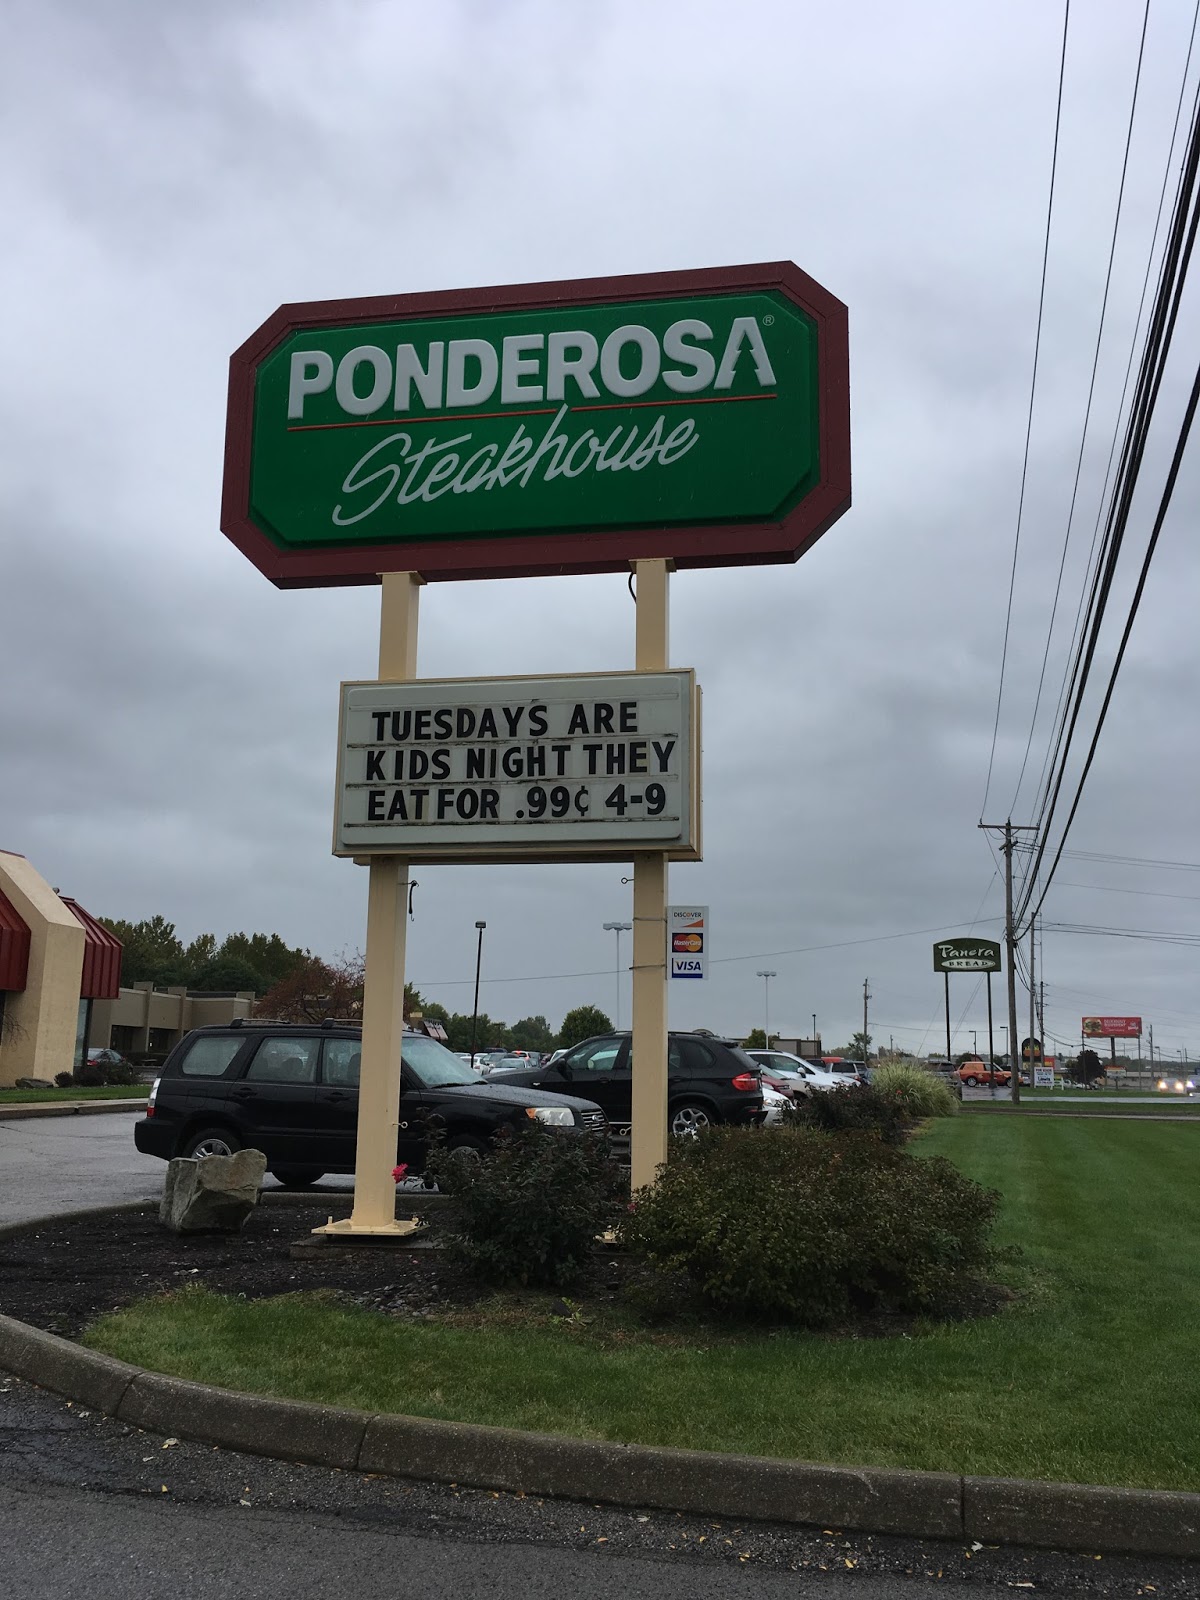 PONDEROSA®
Steakhouse
TUESDAYS ARE
KIDS NIGHT THEY
EAT FOR .99¢ 4-9
DISCOVER
MasterCard
VISA
Panera
BREAD